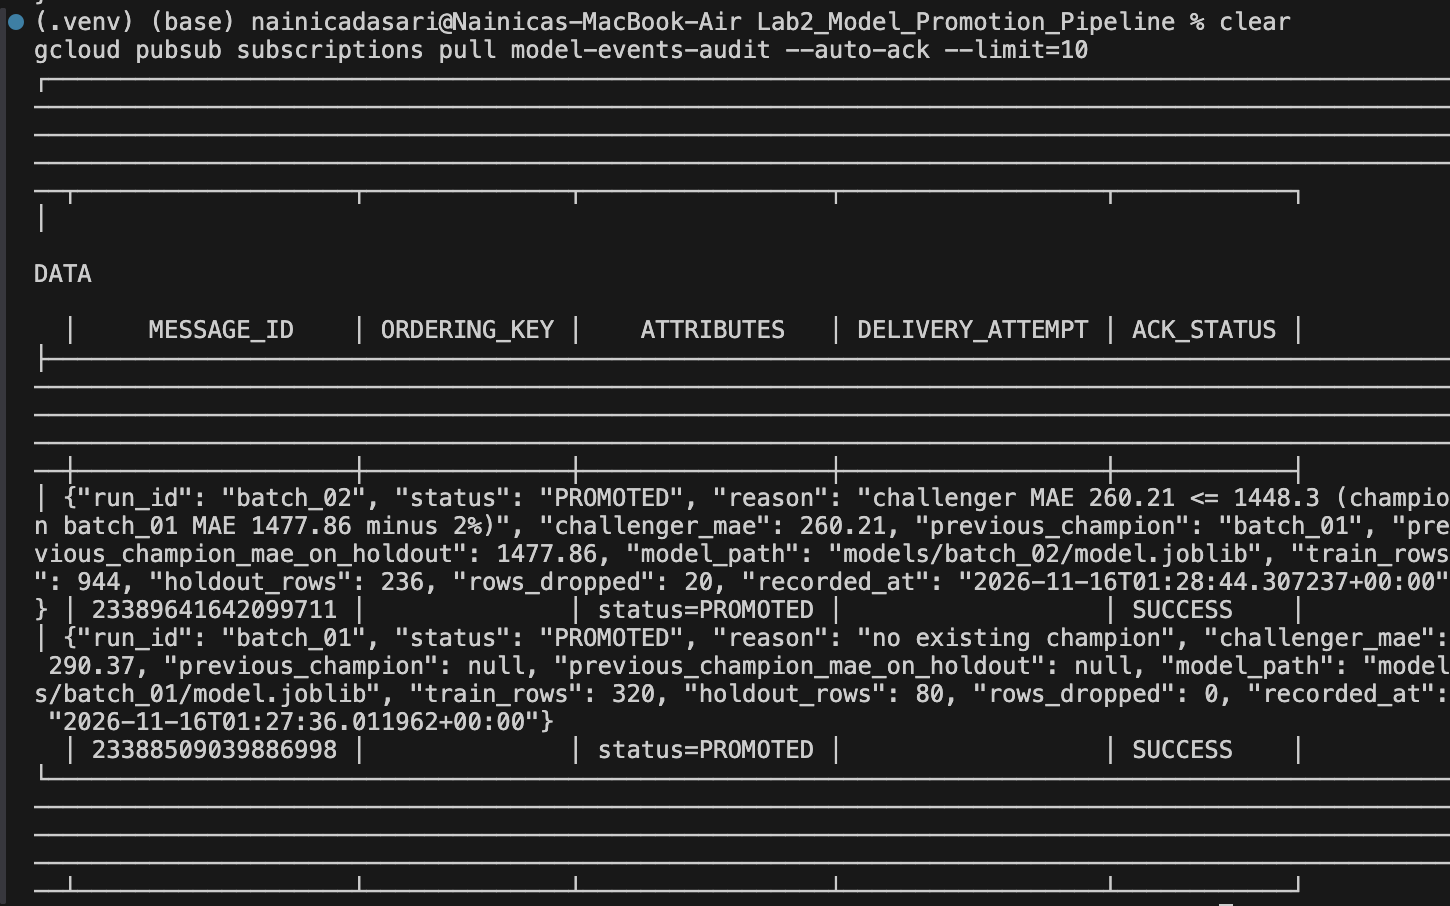 (.venv) (base) nainicadasari@Nainicas-MacBook-Air Lab2_Model_Promotion_Pipeline % clear
gcloud pubsub subscriptions pull model-events-audit --auto-ack --limit=10
DATA
│ MESSAGE_ID │ ORDERING_KEY │ ATTRIBUTES │ DELIVERY_ATTEMPT │ ACK_STATUS │
│ {"run_id": "batch_02", "status": "PROMOTED", "reason": "challenger MAE 260.21 <= 1448.3 (champio
n batch_01 MAE 1477.86 minus 2%)", "challenger_mae": 260.21, "previous_champion": "batch_01", "pre
vious_champion_mae_on_holdout": 1477.86, "model_path": "models/batch_02/model.joblib", "train_rows
": 944, "holdout_rows": 236, "rows_dropped": 20, "recorded_at": "2026-11-16T01:28:44.307237+00:00"
} │ 23389641642099711 │ │ status=PROMOTED │ │ SUCCESS │
│ {"run_id": "batch_01", "status": "PROMOTED", "reason": "no existing champion", "challenger_mae":
290.37, "previous_champion": null, "previous_champion_mae_on_holdout": null, "model_path": "model
s/batch_01/model.joblib", "train_rows": 320, "holdout_rows": 80, "rows_dropped": 0, "recorded_at":
"2026-11-16T01:27:36.011962+00:00"}
│ 23388509039886998 │ │ status=PROMOTED │ │ SUCCESS │